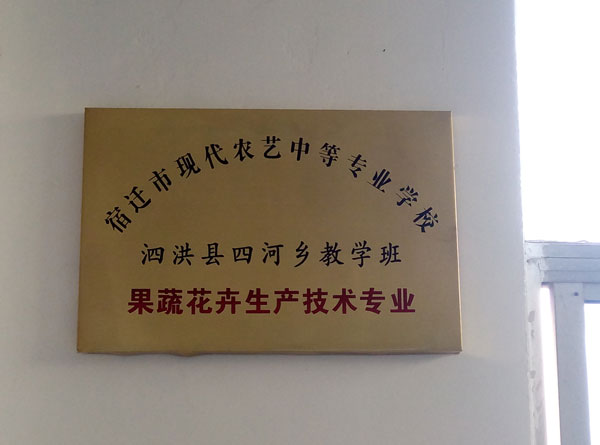 宿迁市现代农艺中等专业学校
泗洪县四河乡教学班
果蔬花卉生产技术专业